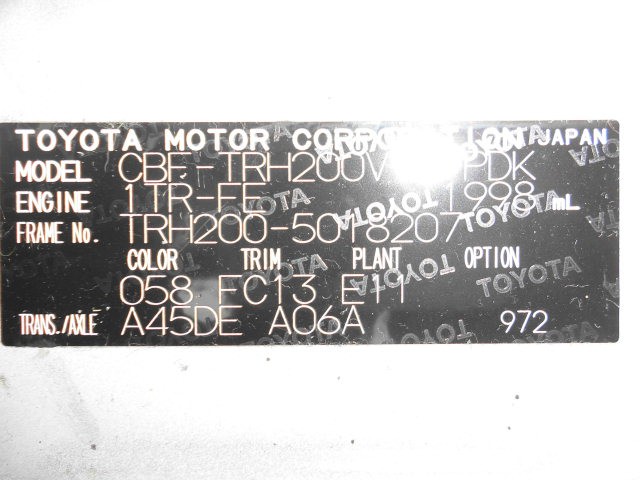 TOYOTA MOTOR CORPORATION JAPAN
MODEL CBF-TRH200V PDK
ENGINE 1TR-FE 1998 mL
FRAME No. TRH200-5018207
COLOR TRIM PLANT OPTION
058 FC13 E11
TRANS./AXLE A45DE A06A 972